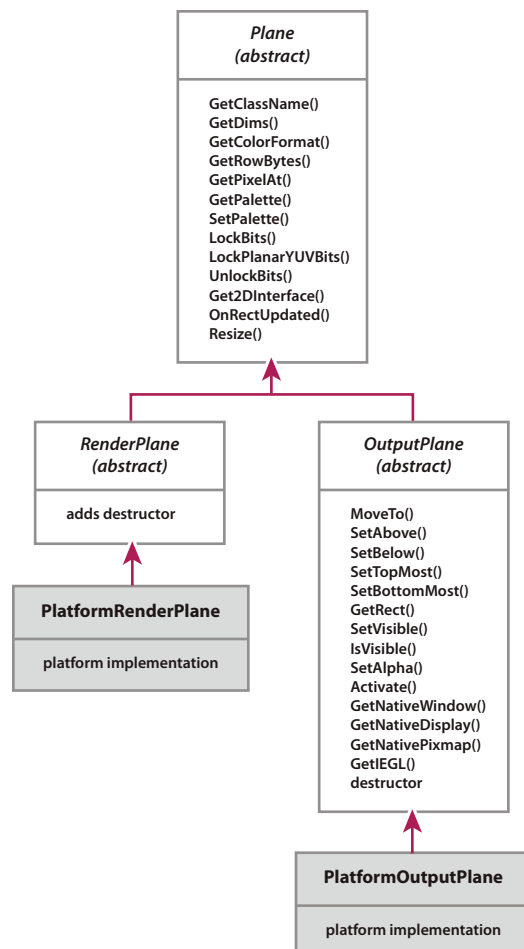 Plane
(abstract)
GetClassName()
GetDims()
GetColorFormat()
GetRowBytes()
GetPixelAt()
GetPalette()
SetPalette()
LockBits()
LockPlanarYUVBits()
UnlockBits()
Get2DInterface()
OnRectUpdated()
Resize()
RenderPlane
(abstract)
adds destructor
PlatformRenderPlane
platform implementation
OutputPlane
(abstract)
MoveTo()
SetAbove()
SetBelow()
SetTopMost()
SetBottomMost()
GetRect()
SetVisible()
IsVisible()
SetAlpha()
Activate()
GetNativeWindow()
GetNativeDisplay()
GetNativePixmap()
GetIEGL()
destructor
PlatformOutputPlane
platform implementation